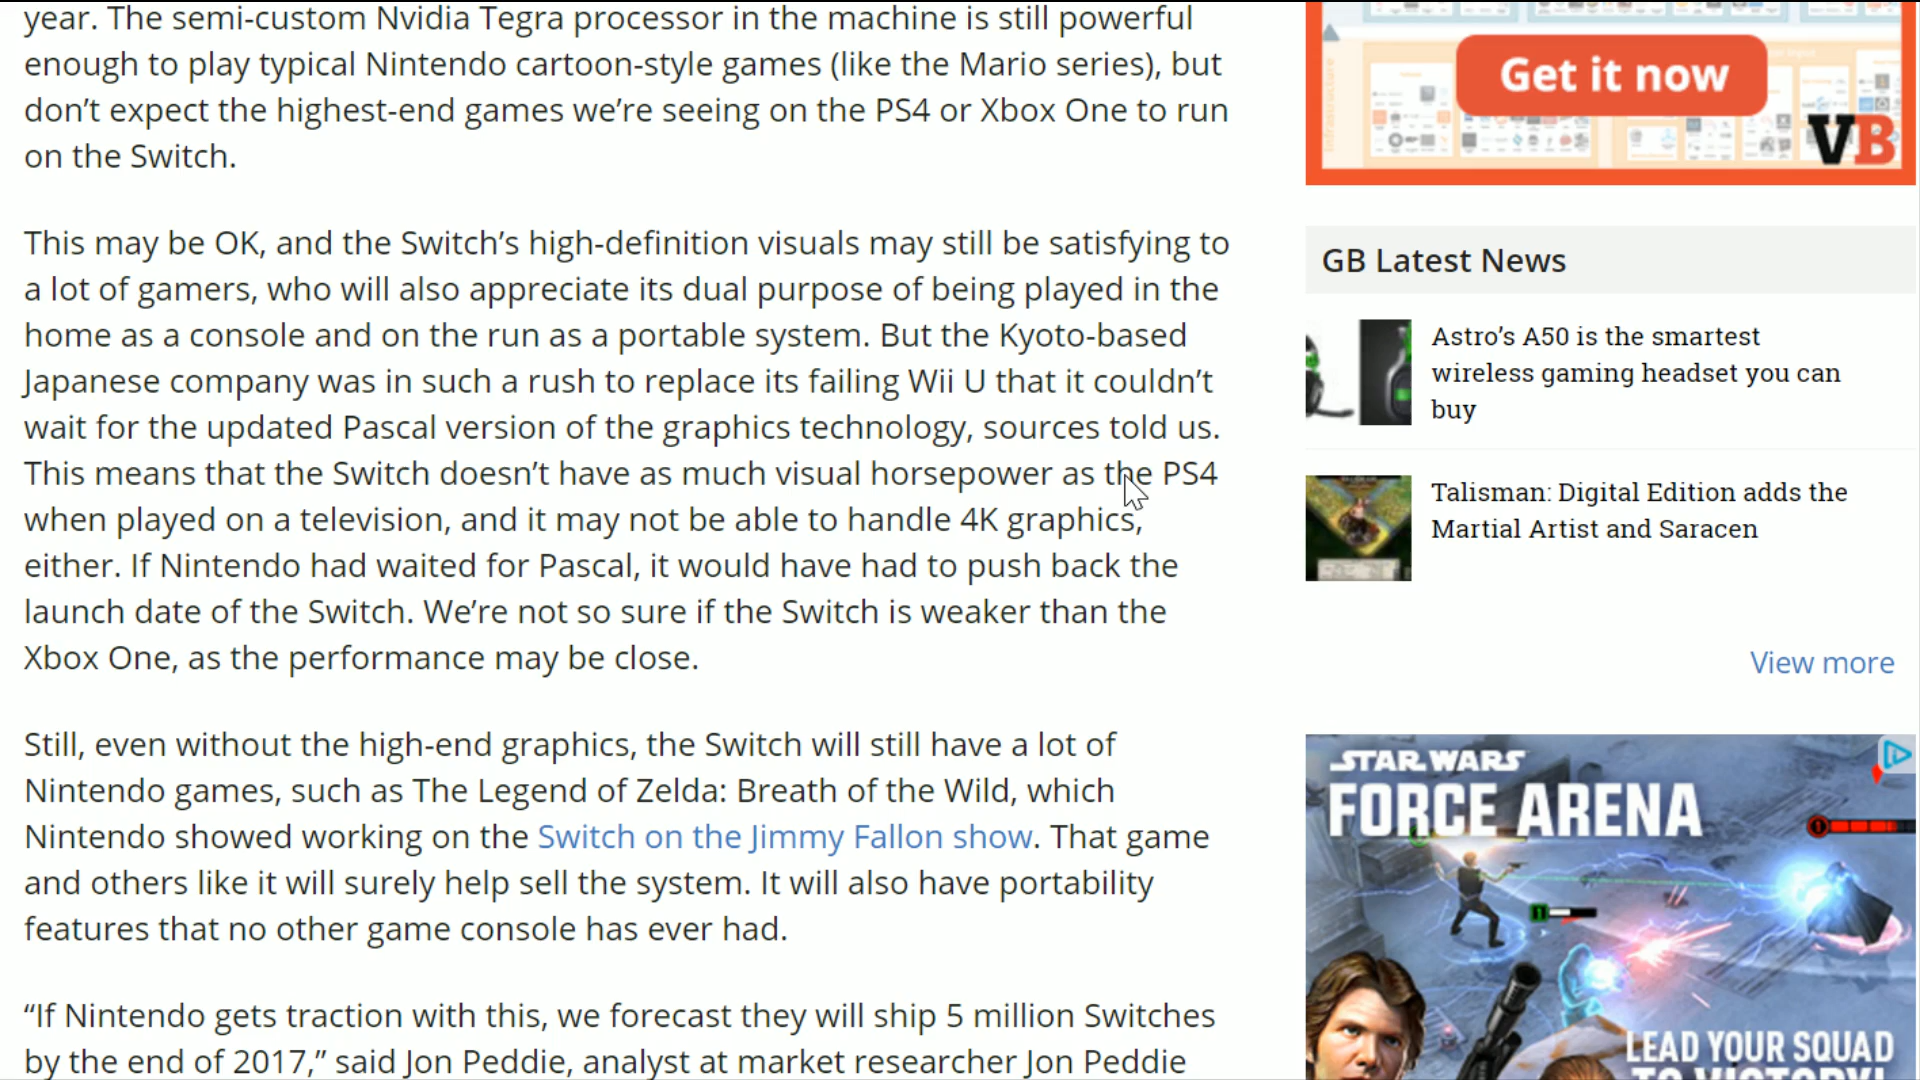 year. The semi-custom Nvidia Tegra processor in the machine is still powerful
enough to play typical Nintendo cartoon-style games (like the Mario series), but
don’t expect the highest-end games we’re seeing on the PS4 or Xbox One to run
on the Switch.
This may be OK, and the Switch’s high-definition visuals may still be satisfying to
a lot of gamers, who will also appreciate its dual purpose of being played in the
home as a console and on the run as a portable system. But the Kyoto-based
Japanese company was in such a rush to replace its failing Wii U that it couldn’t
wait for the updated Pascal version of the graphics technology, sources told us.
This means that the Switch doesn’t have as much visual horsepower as the PS4
when played on a television, and it may not be able to handle 4K graphics,
either. If Nintendo had waited for Pascal, it would have had to push back the
launch date of the Switch. We’re not so sure if the Switch is weaker than the
Xbox One, as the performance may be close.
Still, even without the high-end graphics, the Switch will still have a lot of
Nintendo games, such as The Legend of Zelda: Breath of the Wild, which
Nintendo showed working on the Switch on the Jimmy Fallon show. That game
and others like it will surely help sell the system. It will also have portability
features that no other game console has ever had.
“If Nintendo gets traction with this, we forecast they will ship 5 million Switches
by the end of 2017,” said Jon Peddie, analyst at market researcher Jon Peddie
Get it now
VB
GB Latest News
Astro’s A50 is the smartest
wireless gaming headset you can
buy
Talisman: Digital Edition adds the
Martial Artist and Saracen
View more
STAR WARS
FORCE ARENA
1
1
LEAD YOUR SQUAD
TO VICTORY!